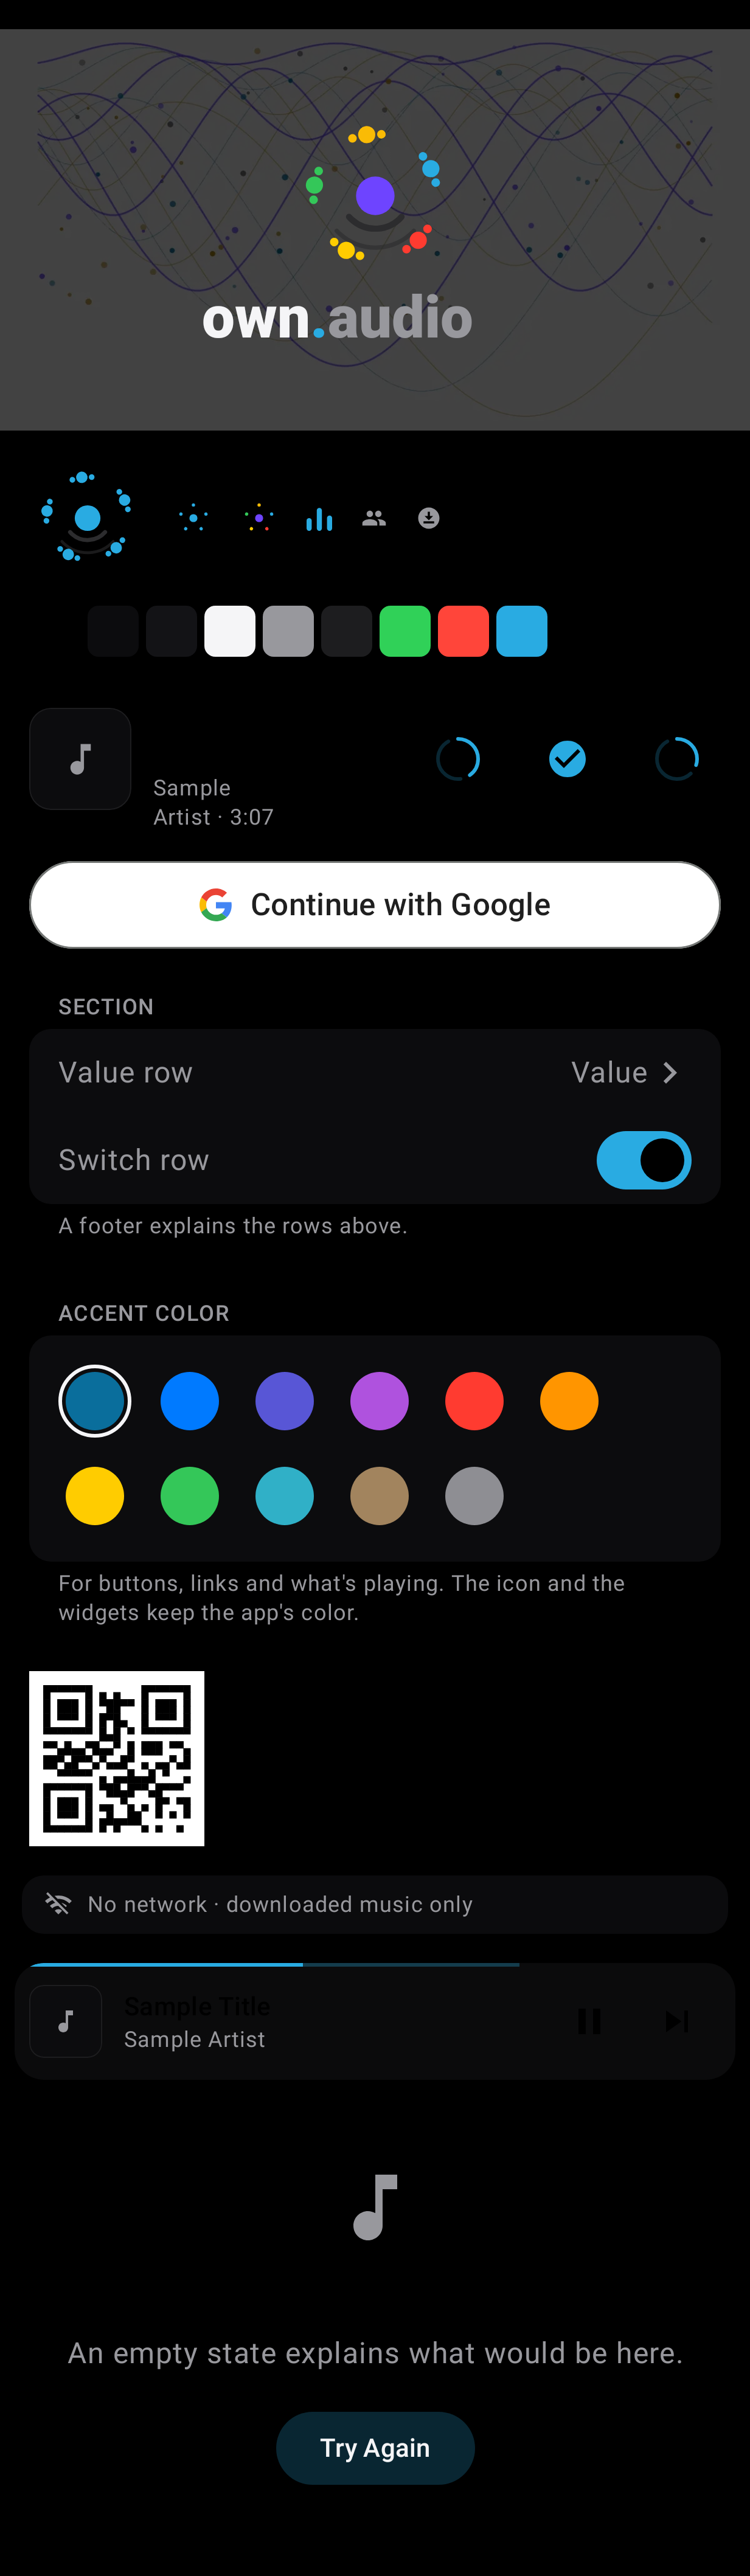 own.audio
Sample
Artist · 3:07
Continue with Google
SECTION
Value row
Value
Switch row
A footer explains the rows above.
ACCENT COLOR
For buttons, links and what's playing. The icon and the
widgets keep the app's color.
No network · downloaded music only
Sample Title
Sample Artist
An empty state explains what would be here.
Try Again